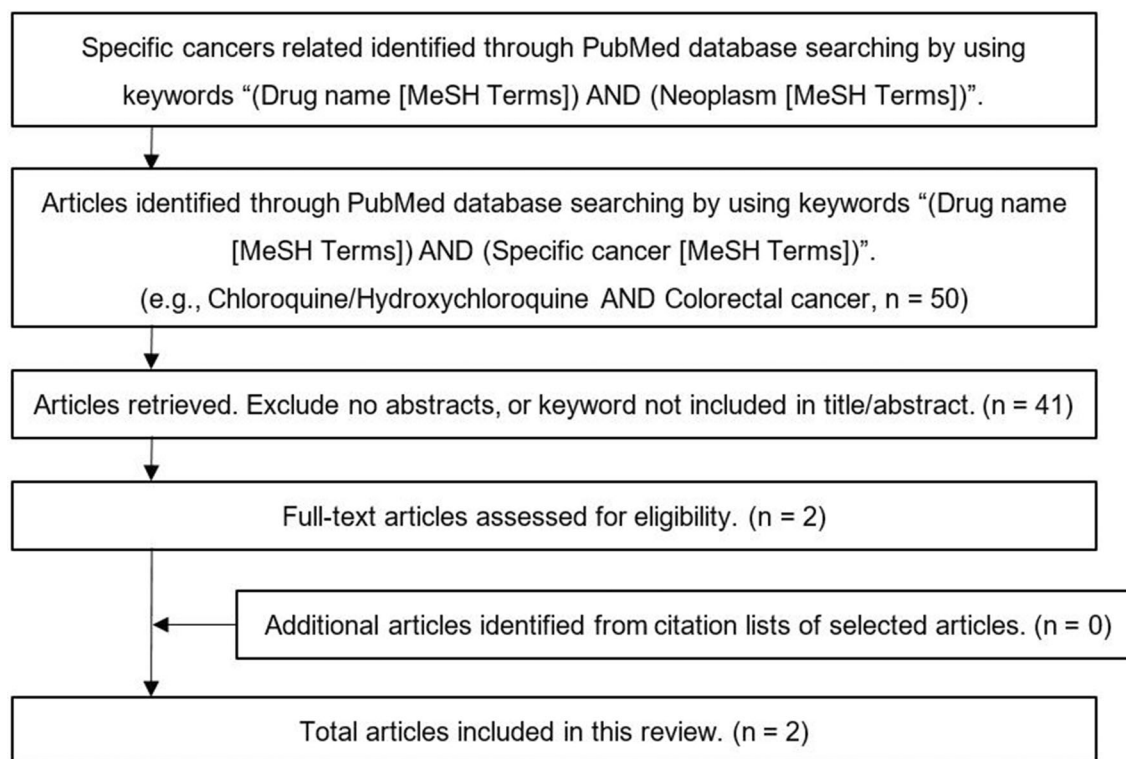 Specific cancers related identified through PubMed database searching by using
keywords “(Drug name [MeSH Terms]) AND (Neoplasm [MeSH Terms])”.
Articles identified through PubMed database searching by using keywords “(Drug name
[MeSH Terms]) AND (Specific cancer [MeSH Terms])”.
(e.g., Chloroquine/Hydroxychloroquine AND Colorectal cancer, n = 50)
Articles retrieved. Exclude no abstracts, or keyword not included in title/abstract. (n = 41)
Full-text articles assessed for eligibility. (n = 2)
Additional articles identified from citation lists of selected articles. (n = 0)
Total articles included in this review. (n = 2)